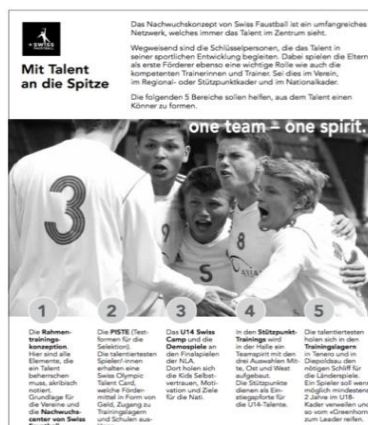 SWISS
Mit Talent
an die Spitze
Das Nachwuchskonzept von Swiss Faustball ist ein umfangreiches
Netzwerk, welches immer das Talent im Zentrum sieht.
Wegweisend sind die Schlüsselpersonen, die das Talent in
seiner sportlichen Entwicklung begleiten. Dabei spielen die Eltern
als erste Förderer ebenso eine wichtige Rolle wie auch die
kompetenten Trainerinnen und Trainer. Sei dies im Verein,
im Regional- oder Stützpunktkader und im Nationalkader.
Die folgenden 5 Bereiche sollen helfen, aus dem Talent einen
Könner zu formen.
one team – one spirit.
3
5
8
1
Die Rahmen-
trainings-
konzeption
Hier sind alle
Elemente, die
ein Talent
beherrschen
muss, akribisch
notiert.
Grundlage für
die Vereine und
die Nachwuchs-
center von Swiss
2
Die PISTE (Test-
formen für die
Selektion).
Die talentiertesten
Spieler/-innen
erhalten eine
Swiss Olympic
Talent Card,
welche Förder-
mittel in Form von
Geld, Zugang zu
Trainingslagern
und Schulen aus-
3
Das U14 Swiss
Camp und die
Demospiele an
den Finalspielen
der NLA.
Dort holen sich
die Kids Selbst-
vertrauen, Moti-
vation und Ziele
für die Nati.
4
In den Stützpunkt-
Trainings wird
in der Halle ein
Teamspirit mit den
drei Auswahlen Mit-
te, Ost und West
aufgebaut.
Die Stützpunkte
dienen als Ein-
stiegspforte für
die U14-Talente.
5
Die talentiertesten
holen sich in den
Trainingslagern
in Tenero und in
Diepoldsau den
nötigen Schliff für
die Länderspiele.
Ein Spieler soll wenn
möglich mindestens
2 Jahre im U18-
Kader verweilen und
so vom «Greenhorn»
zum Leader reifen.